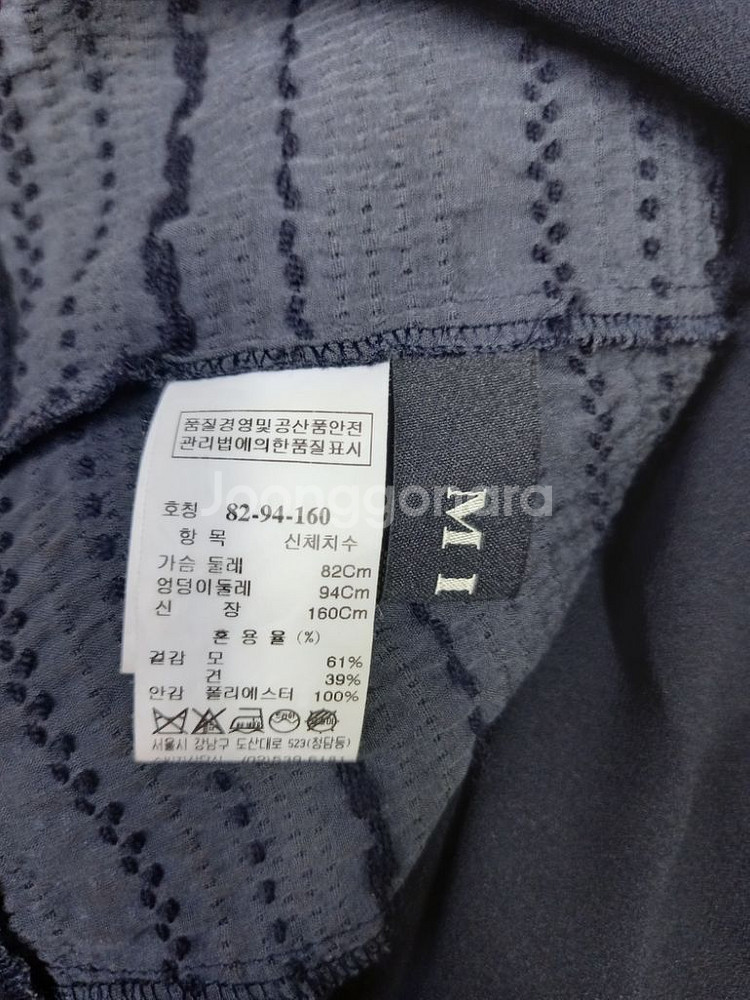 품질경영및공산품안전
관리법에의한품질표시
호칭 82-94-160
항 목 신체치수
가슴 둘레 82Cm
엉덩이둘레 94Cm
신 장 160Cm
혼 용 율 (%)
겉감 모 61%
견 39%
안감 폴리에스터 100%
서울시 강남구 도산대로 523(청담동)
M I
Joonggonara